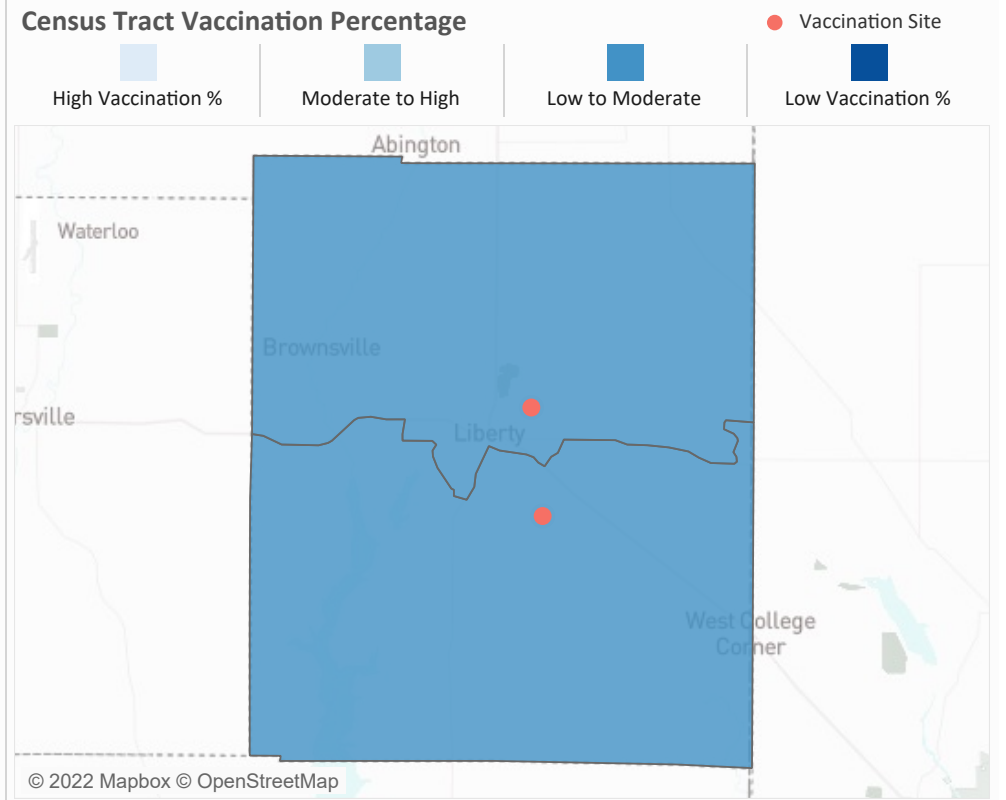 Census Tract Vaccination Percentage
Vaccination Site
High Vaccination %
Moderate to High
Low to Moderate
Low Vaccination %
Abington
Waterloo
Brownsville
rsville
Liberty
West College
Corner
© 2022 Mapbox © OpenStreetMap